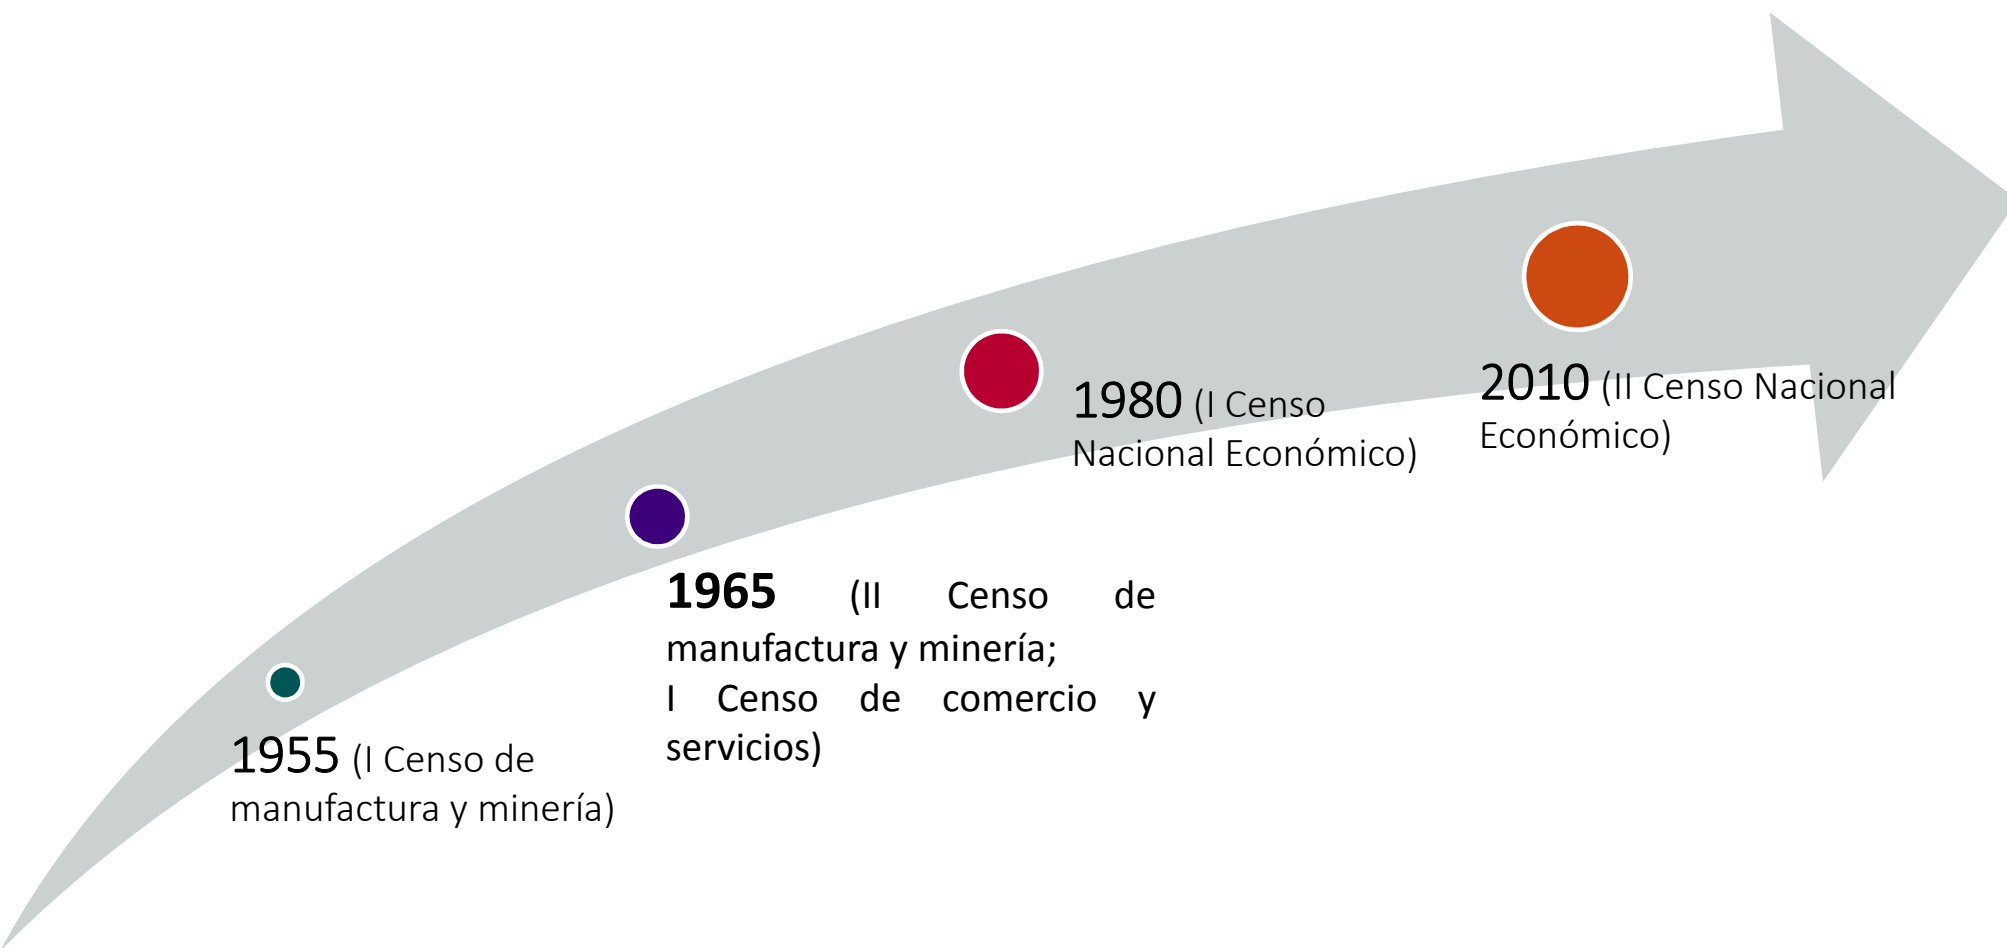 1955 (I Censo de
manufactura y minería)
1965 (II Censo de
manufactura y minería;
I Censo de comercio y
servicios)
1980 (I Censo
Nacional Económico)
2010 (II Censo Nacional
Económico)